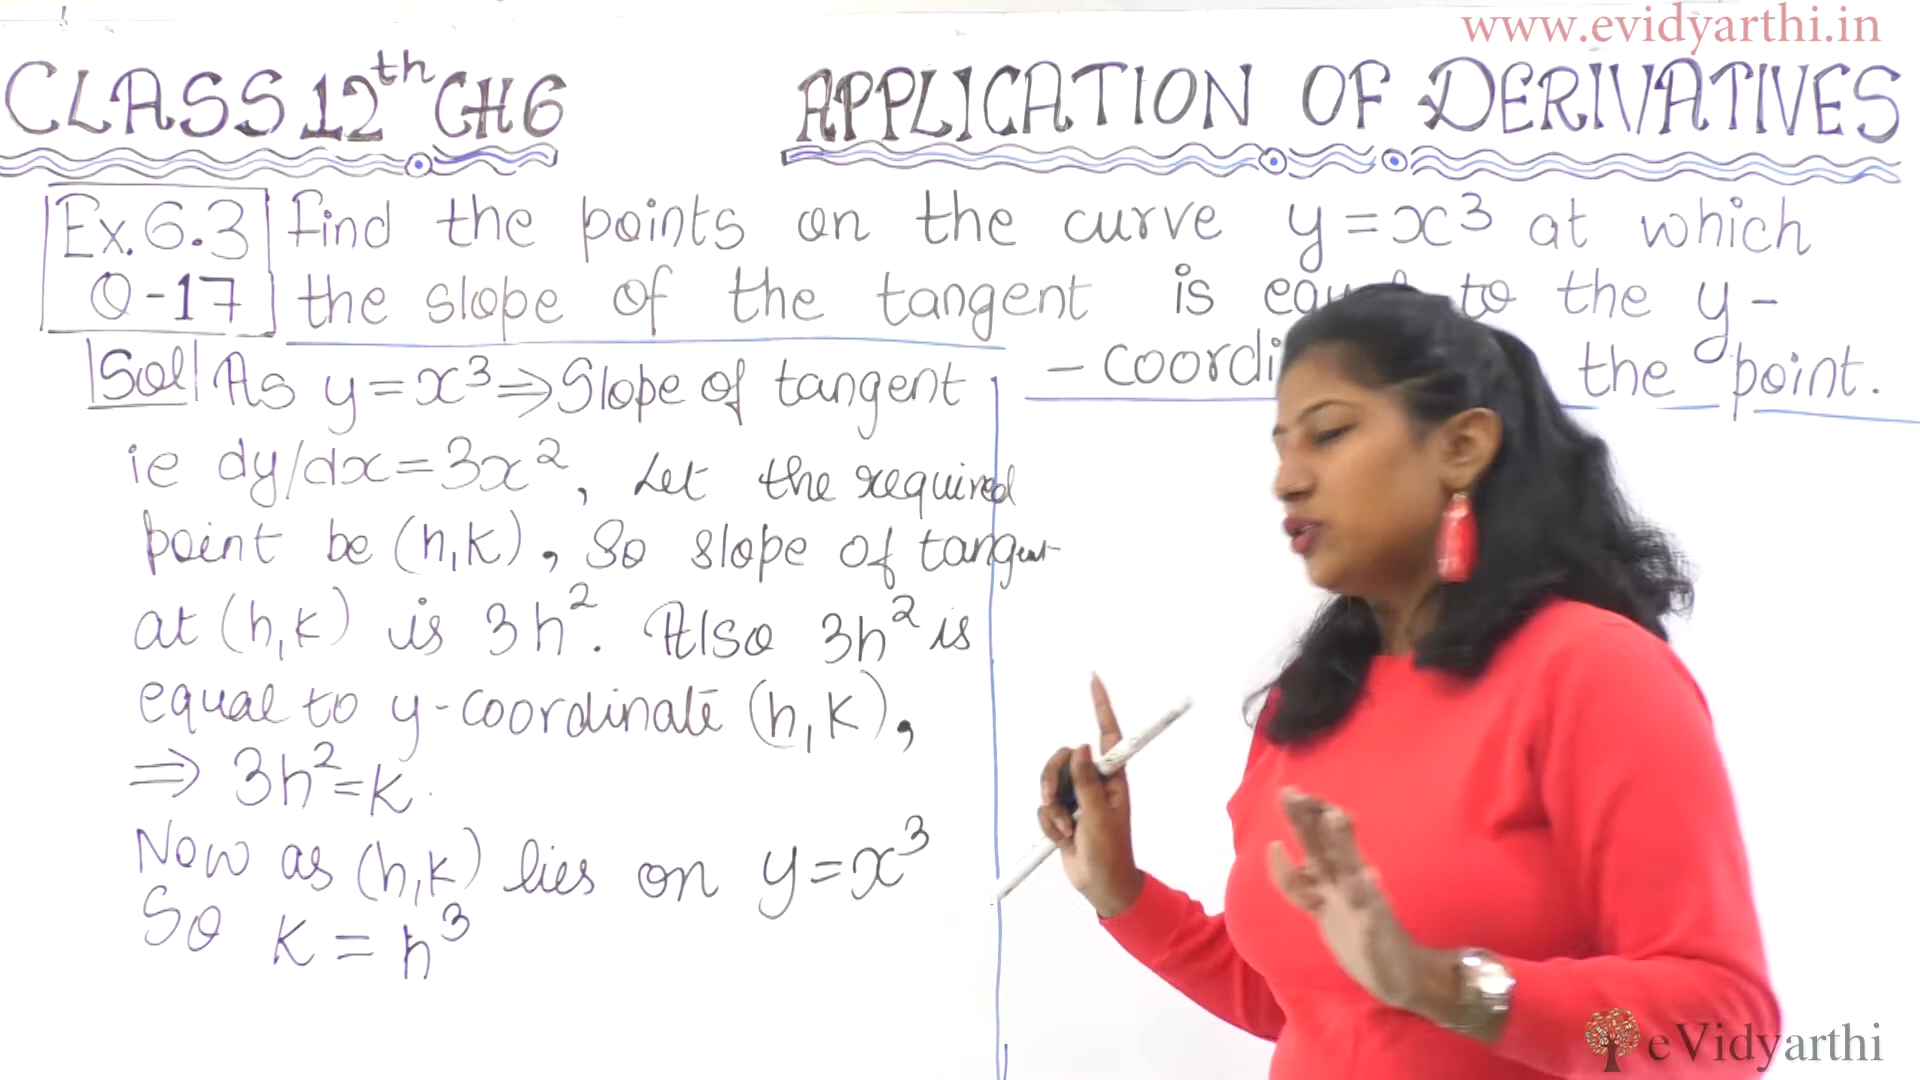 www.evidyarthi.in
CLASS 12th CH 6 APPLICATION OF DERIVATIVES
Ex. 6.3 Find the points on the curve y = x³ at which
Q-17 the slope of the tangent is to the y-
- the point.
Sol As y = x³ ⇒ Slope of tangent
ie dy/dx = 3x², Let the required
point be (h,k), So slope of tangent
at (h,k) is 3h². Also 3h² is
equal to y-coordinate (h,k),
⇒ 3h² = k.
Now as (h,k) lies on y = x³
So k = h³
eVidyarthi